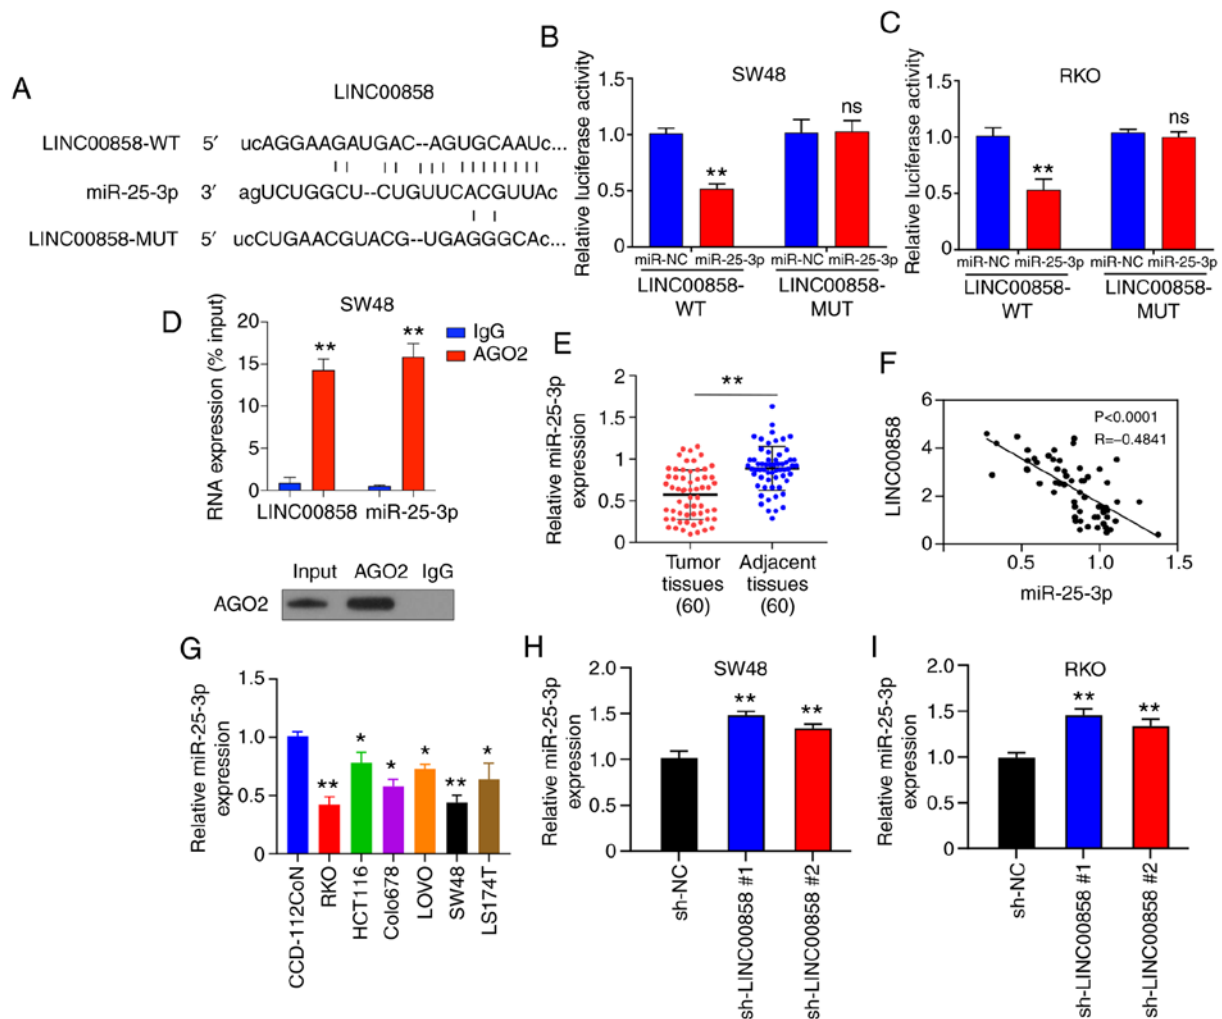 A
LINC00858
LINC00858-WT 5′ ucAGGAAGAUGAC--AGUGCAAUc...
miR-25-3p 3′ agUCUGGCU--CUGUUCACGUUAc
LINC00858-MUT 5′ ucCUGAACGUACG--UGAGGGCAc...
B
SW48
Relative luciferase activity
1.5
1.0
0.5
0
**
ns
miR-NC miR-25-3p miR-NC miR-25-3p
LINC00858-WT
LINC00858-MUT
C
RKO
Relative luciferase activity
1.5
1.0
0.5
0
**
ns
miR-NC miR-25-3p miR-NC miR-25-3p
LINC00858-WT
LINC00858-MUT
D
SW48
RNA expression (% input)
20
15
10
5
0
**
**
IgG
AGO2
LINC00858 miR-25-3p
Input AGO2 IgG
AGO2
E
Relative miR-25-3p
expression
2
1.5
1
0.5
0
**
Tumor
tissues
(60)
Adjacent
tissues
(60)
F
LINC00858
6
4
2
0
P<0.0001
R=−0.4841
0.5 1.0 1.5
miR-25-3p
G
Relative miR-25-3p
expression
1.5
1.0
0.5
0
**
*
*
*
**
*
CCD-112CoN
RKO
HCT116
Colo678
LOVO
SW48
LS174T
H
SW48
Relative miR-25-3p
expression
2.0
1.5
1.0
0.5
0
**
**
sh-NC
sh-LINC00858 #1
sh-LINC00858 #2
I
RKO
Relative miR-25-3p
expression
2.0
1.5
1.0
0.5
0
**
**
sh-NC
sh-LINC00858 #1
sh-LINC00858 #2